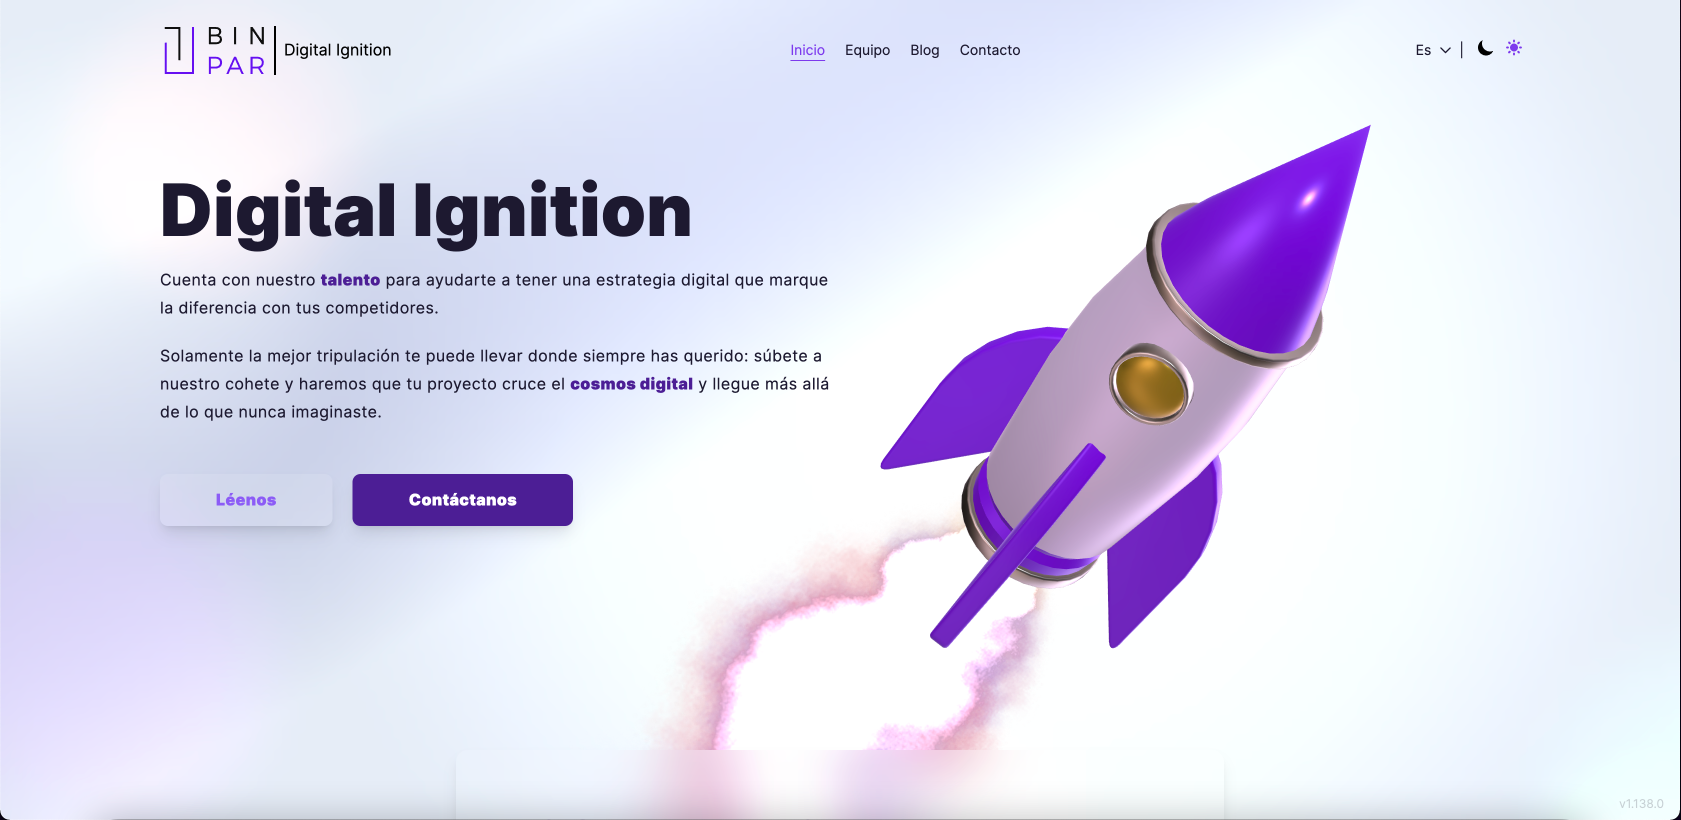 BIN
PAR
Digital Ignition
Inicio
Equipo
Blog
Contacto
Es
Digital Ignition
Cuenta con nuestro talento para ayudarte a tener una estrategia digital que marque
la diferencia con tus competidores.
Solamente la mejor tripulación te puede llevar donde siempre has querido: súbete a
nuestro cohete y haremos que tu proyecto cruce el cosmos digital y llegue más allá
de lo que nunca imaginaste.
Léenos
Contáctanos
v1.138.0